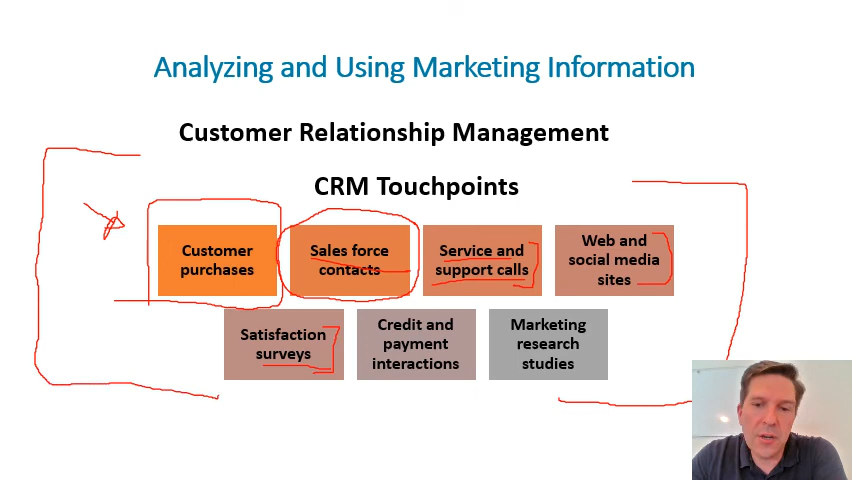 Analyzing and Using Marketing Information
Customer Relationship Management
CRM Touchpoints
Customer
purchases
Sales force
contacts
Service and
support calls
Web and
social media
sites
Satisfaction
surveys
Credit and
payment
interactions
Marketing
research
studies